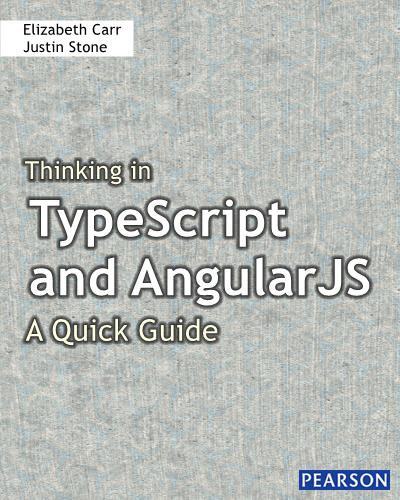 Elizabeth Carr
Justin Stone
Thinking in
TypeScript
and AngularJS
A Quick Guide
PEARSON